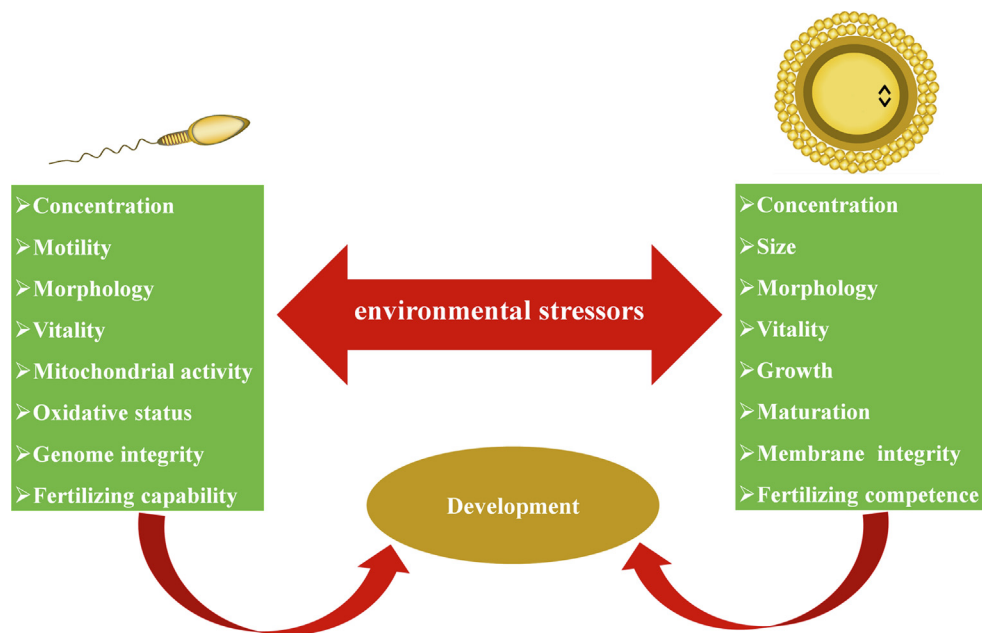 ➢Concentration
➢Motility
➢Morphology
➢Vitality
➢Mitochondrial activity
➢Oxidative status
➢Genome integrity
➢Fertilizing capability
environmental stressors
Development
➢Concentration
➢Size
➢Morphology
➢Vitality
➢Growth
➢Maturation
➢Membrane integrity
➢Fertilizing competence